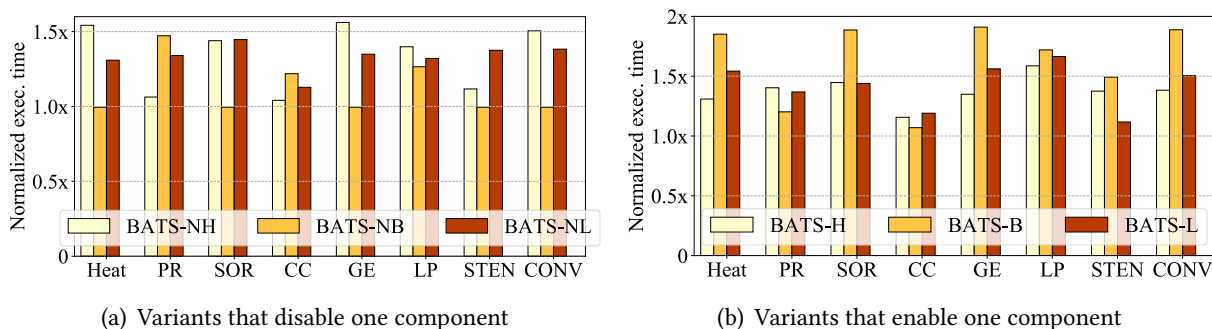 Normalized exec. time
1.5x
1.0x
0.5x
0
BATS-NH BATS-NB BATS-NL
Heat PR SOR CC GE LP STEN CONV
(a) Variants that disable one component
Normalized exec. time
2x
1.5x
1.0x
0.5x
0
BATS-H BATS-B BATS-L
Heat PR SOR CC GE LP STEN CONV
(b) Variants that enable one component